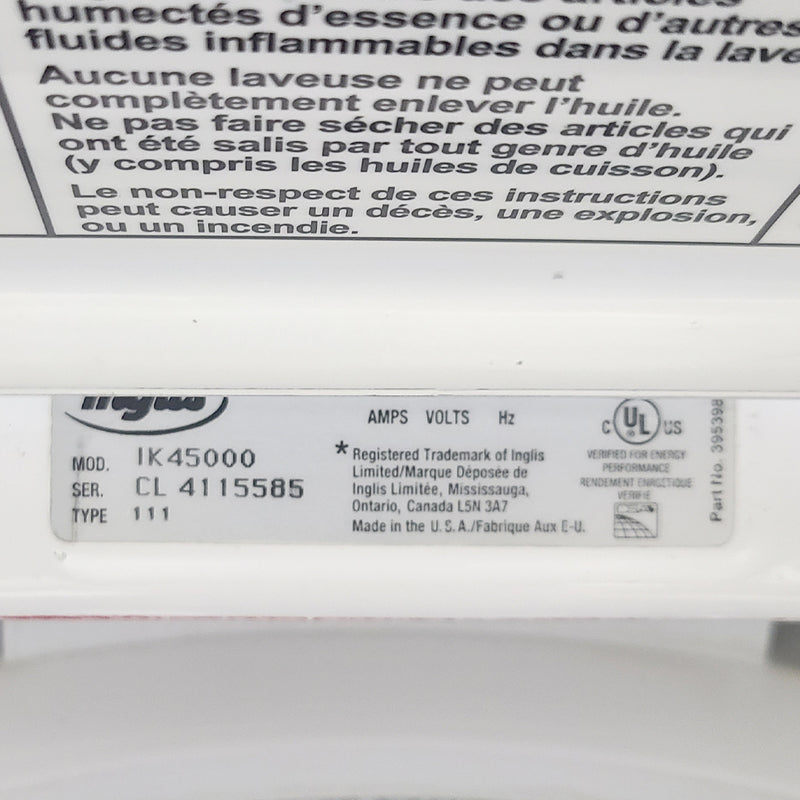 humectés d'essence ou d'autres
fluides inflammables dans la lave
Aucune laveuse ne peut
complètement enlever l'huile.
Ne pas faire sécher des articles qui
ont été salis par tout genre d'huile
(y compris les huiles de cuisson).
Le non-respect de ces instructions
peut causer un décès, une explosion,
ou un incendie.
Inglis
AMPS VOLTS Hz
MOD. IK45000
SER. CL 4115585
TYPE 111
* Registered Trademark of Inglis
Limited/Marque Déposée de
Inglis Limitée, Mississauga,
Ontario, Canada L5N 3A7
Made in the U.S.A./Fabrique Aux E-U.
C UL US
VERIFIED FOR ENERGY
PERFORMANCE
RENDEMENT ENRGÉTIQUE
VERIFIE
Part No. 395398